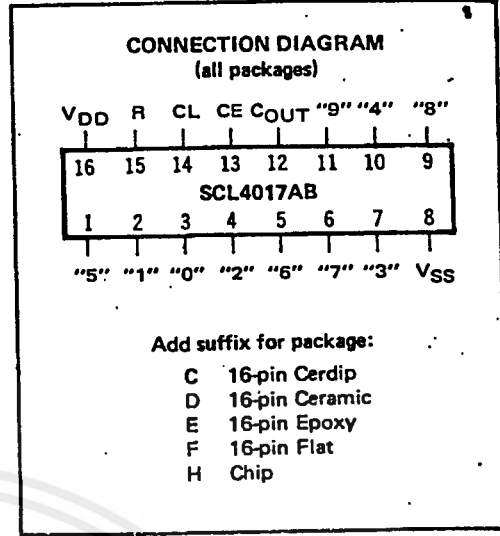 CONNECTION DIAGRAM
(all packages)
VDD R CL CE COUT "9" "4" "8"
16 15 14 13 12 11 10 9
SCL4017AB
1 2 3 4 5 6 7 8
"5" "1" "0" "2" "6" "7" "3" VSS
Add suffix for package:
C 16-pin Cerdip
D 16-pin Ceramic
E 16-pin Epoxy
F 16-pin Flat
H Chip